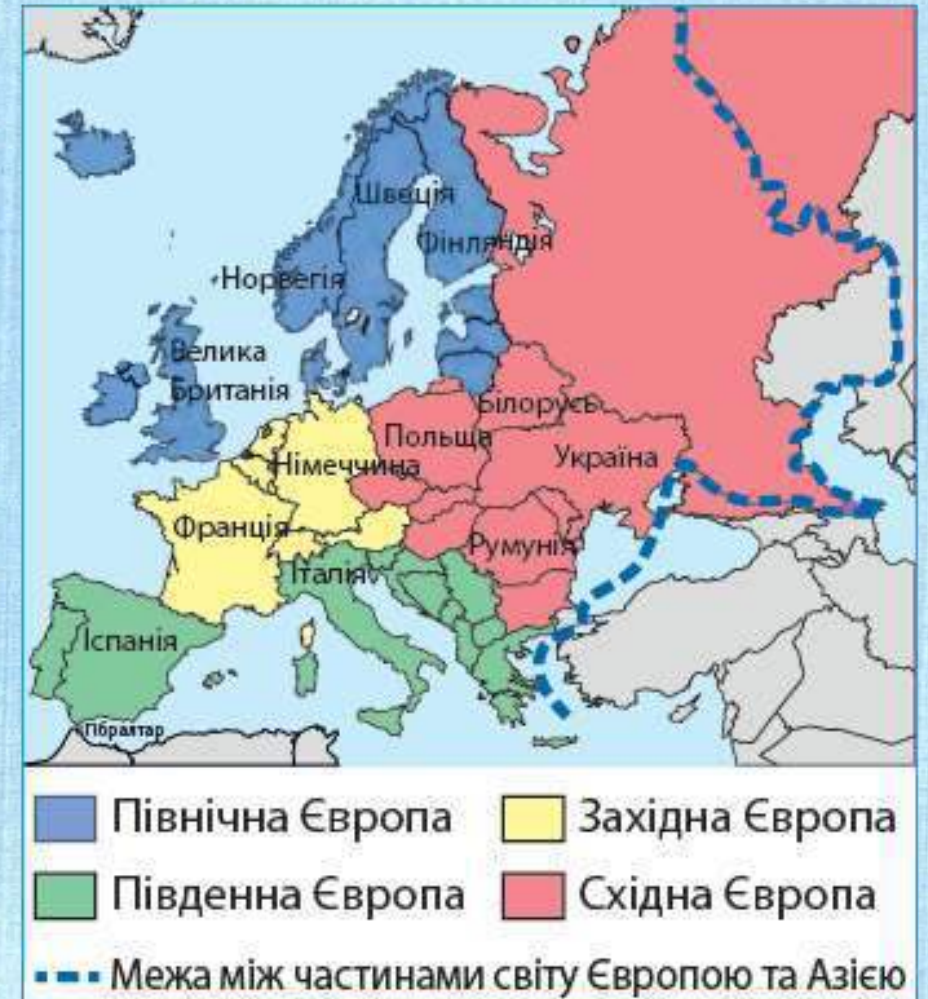 Швеція
Фінляндія
Норвегія
Велика
Британія
Білорусь
Польща
Україна
Німеччина
Франція
Румунія
Італія
Іспанія
Гібралтар
Північна Європа
Західна Європа
Південна Європа
Східна Європа
Межа між частинами світу Європою та Азією